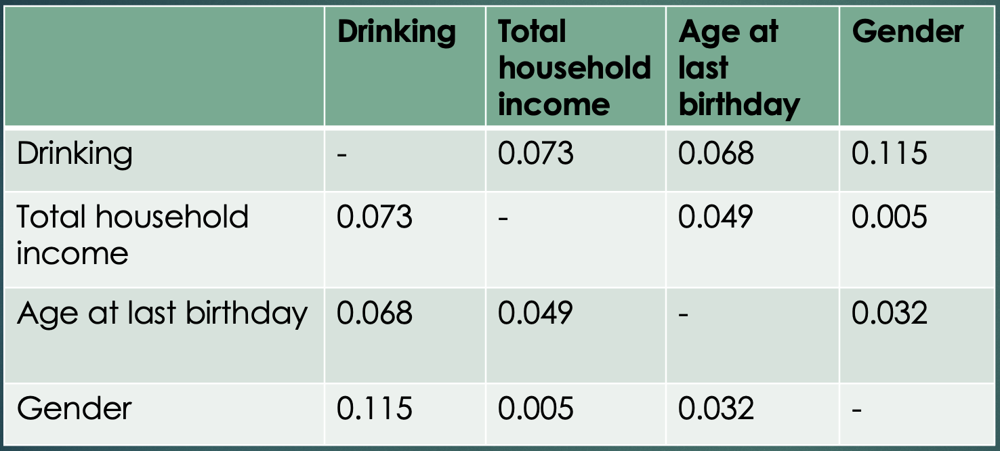 Drinking Total household income Age at last birthday Gender
Drinking - 0.073 0.068 0.115
Total household income 0.073 - 0.049 0.005
Age at last birthday 0.068 0.049 - 0.032
Gender 0.115 0.005 0.032 -